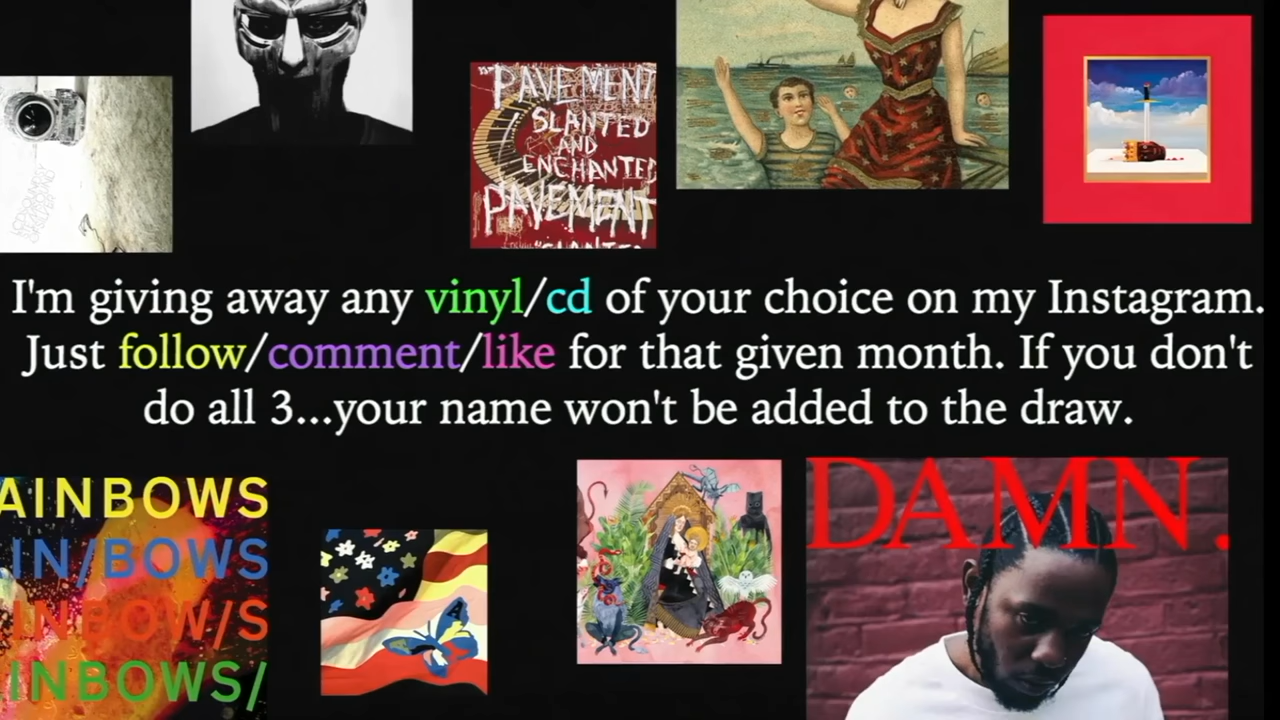 "PAVEMENT
SLANTED
AND
ENCHANTED
PAVEMENT
I'm giving away any vinyl/cd of your choice on my Instagram.
Just follow/comment/like for that given month. If you don't
do all 3...your name won't be added to the draw.
AINBOWS
IN/BOWS
INBOW/S
INBOWS/
DAMN.